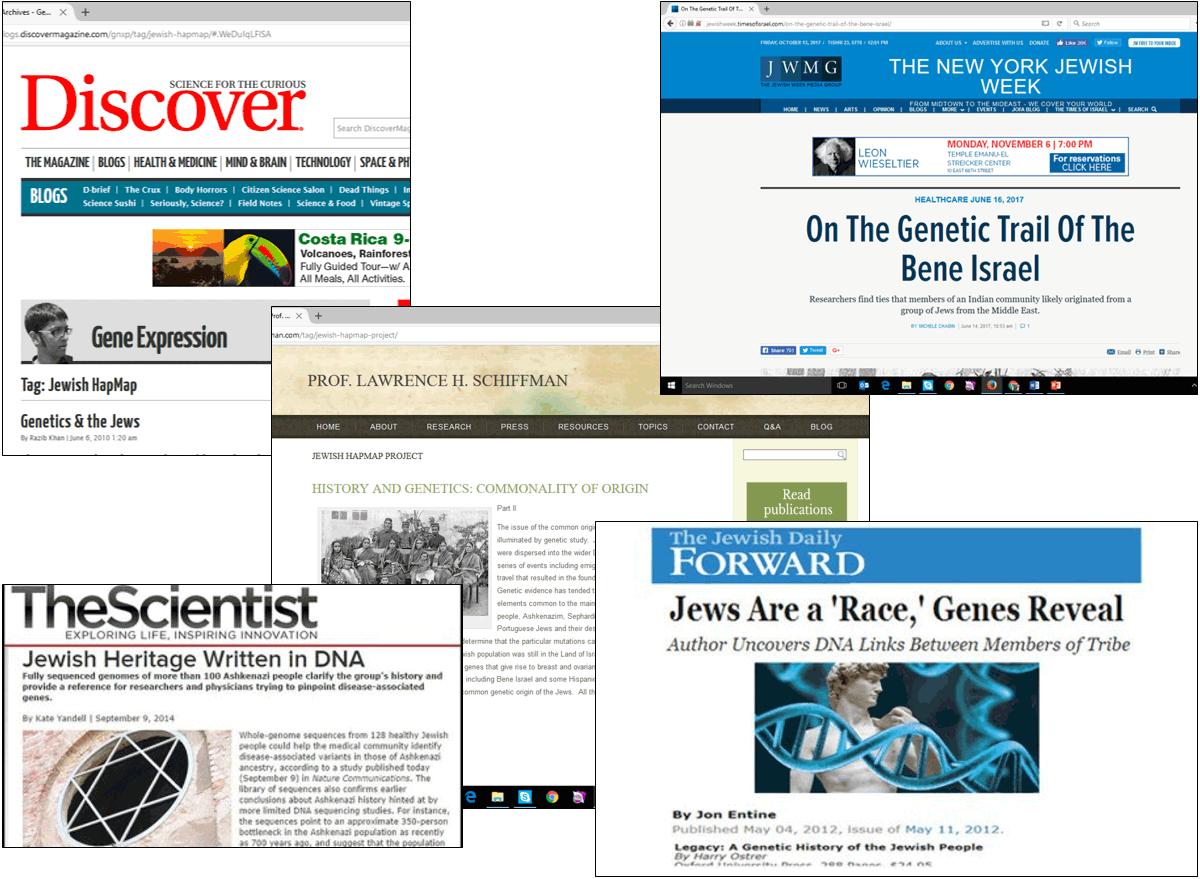 Archives - Ge...
logs.discovermagazine.com/gnxp/tag/jewish-hapmap/#.WeDuIqLFISA
SCIENCE FOR THE CURIOUS
Discover
Search DiscoverMag
THE MAGAZINE | BLOGS | HEALTH & MEDICINE | MIND & BRAIN | TECHNOLOGY | SPACE & PH
BLOGS
D-brief | The Crux | Body Horrors | Citizen Science Salon | Dead Things | In
Science Sushi | Seriously, Science? | Field Notes | Science & Food | Vintage Sp
Costa Rica 9-
Volcanoes, Rainforest
Fully Guided Tour—w/ A
All Meals, All Activities.
Gene Expression
Tag: Jewish HapMap
Genetics & the Jews
By Razib Khan | June 6, 2010 1:20 am
On The Genetic Trail Of T...
jewishweek.timesofisrael.com/on-the-genetic-trail-of-the-bene-israel/
Search
FRIDAY, OCTOBER 13, 2017 / TISHRI 23, 5778 - 12:01 PM
ABOUT US
ADVERTISE WITH US
DONATE
Like 20K
Follow
JW FREE TO YOUR INBOX
JWMG
THE JEWISH WEEK MEDIA GROUP
THE NEW YORK JEWISH
WEEK
FROM MIDTOWN TO THE MIDEAST - WE COVER YOUR WORLD
HOME | NEWS | ARTS | OPINION | BLOGS | MORE | EVENTS | JOFA BLOG | THE TIMES OF ISRAEL | SEARCH
LEON
WIESELTIER
MONDAY, NOVEMBER 6 | 7:00 PM
TEMPLE EMANU-EL
STREICKER CENTER
10 EAST 66TH STREET
For reservations
CLICK HERE
HEALTHCARE JUNE 16, 2017
On The Genetic Trail Of The
Bene Israel
Researchers find ties that members of an Indian community likely originated from a
group of Jews from the Middle East.
BY MICHELE CHABIN | June 14, 2017, 10:53 am | 1
Share 791
Tweet
G+
Email
Print
Share
Search Windows
Prof. ...
man.com/tag/jewish-hapmap-project/
PROF. LAWRENCE H. SCHIFFMAN
HOME ABOUT RESEARCH PRESS RESOURCES TOPICS CONTACT Q&A BLOG
JEWISH HAPMAP PROJECT
HISTORY AND GENETICS: COMMONALITY OF ORIGIN
Part II
The issue of the common origi
illuminated by genetic study. J
were dispersed into the wider D
series of events including emig
travel that resulted in the found
Genetic evidence has tended t
elements common to the main
people, Ashkenazim, Sephardi
Portuguese Jews and their des
determine that the particular mutations ca
wish population was still in the Land of Isra
genes that give rise to breast and ovarian
including Bene Israel and some Hispanic
common genetic origin of the Jews. All th
Read
publications
TheScientist
EXPLORING LIFE, INSPIRING INNOVATION
Jewish Heritage Written in DNA
Fully sequenced genomes of more than 100 Ashkenazi people clarify the group's history and
provide a reference for researchers and physicians trying to pinpoint disease-associated
genes.
By Kate Yandell | September 9, 2014
Whole-genome sequences from 128 healthy Jewish
people could help the medical community identify
disease-associated variants in those of Ashkenazi
ancestry, according to a study published today
(September 9) in Nature Communications. The
library of sequences also confirms earlier
conclusions about Ashkenazi history hinted at by
more limited DNA sequencing studies. For instance,
the sequences point to an approximate 350-person
bottleneck in the Ashkenazi population as recently
as 700 years ago, and suggest that the population
The Jewish Daily
FORWARD
Jews Are a 'Race,' Genes Reveal
Author Uncovers DNA Links Between Members of Tribe
By Jon Entine
Published May 04, 2012, issue of May 11, 2012.
Legacy: A Genetic History of the Jewish People
By Harry Ostrer
Oxford University Press, 288 Pages, $24.95